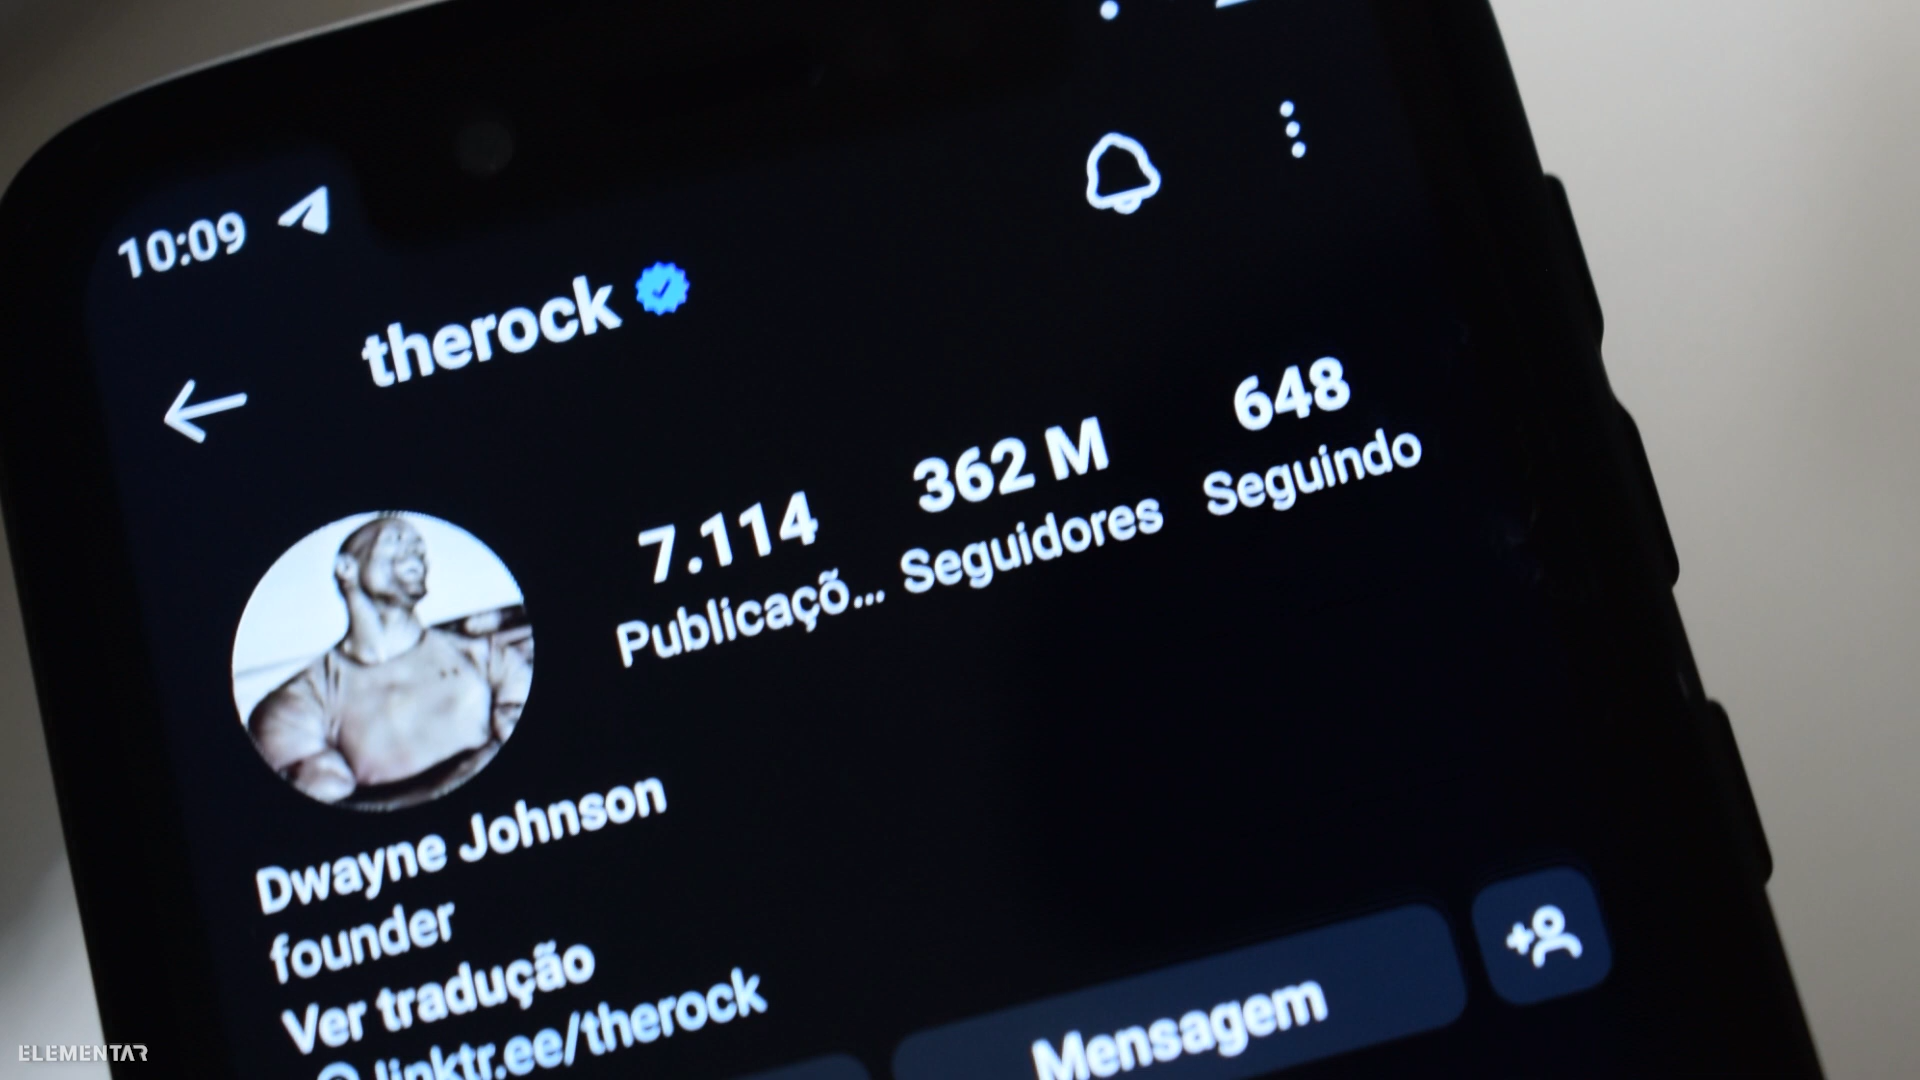 10:09
therock
7.114 362 M 648
Publicaçõ... Seguidores Seguindo
Dwayne Johnson
founder
Ver tradução
linktr.ee/therock
Mensagem
ELEMENTAR